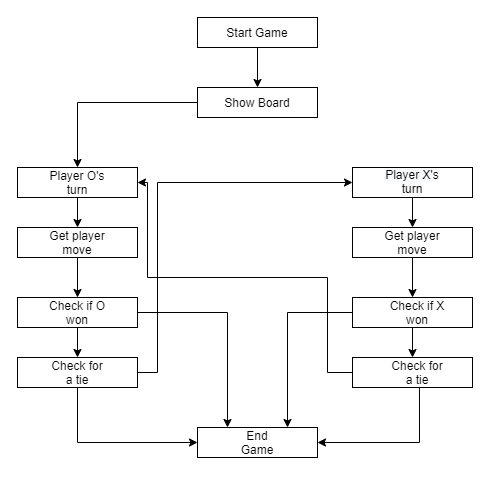 Start Game
Show Board
Player O's
turn
Player X's
turn
Get player
move
Get player
move
Check if O
won
Check if X
won
Check for
a tie
Check for
a tie
End
Game